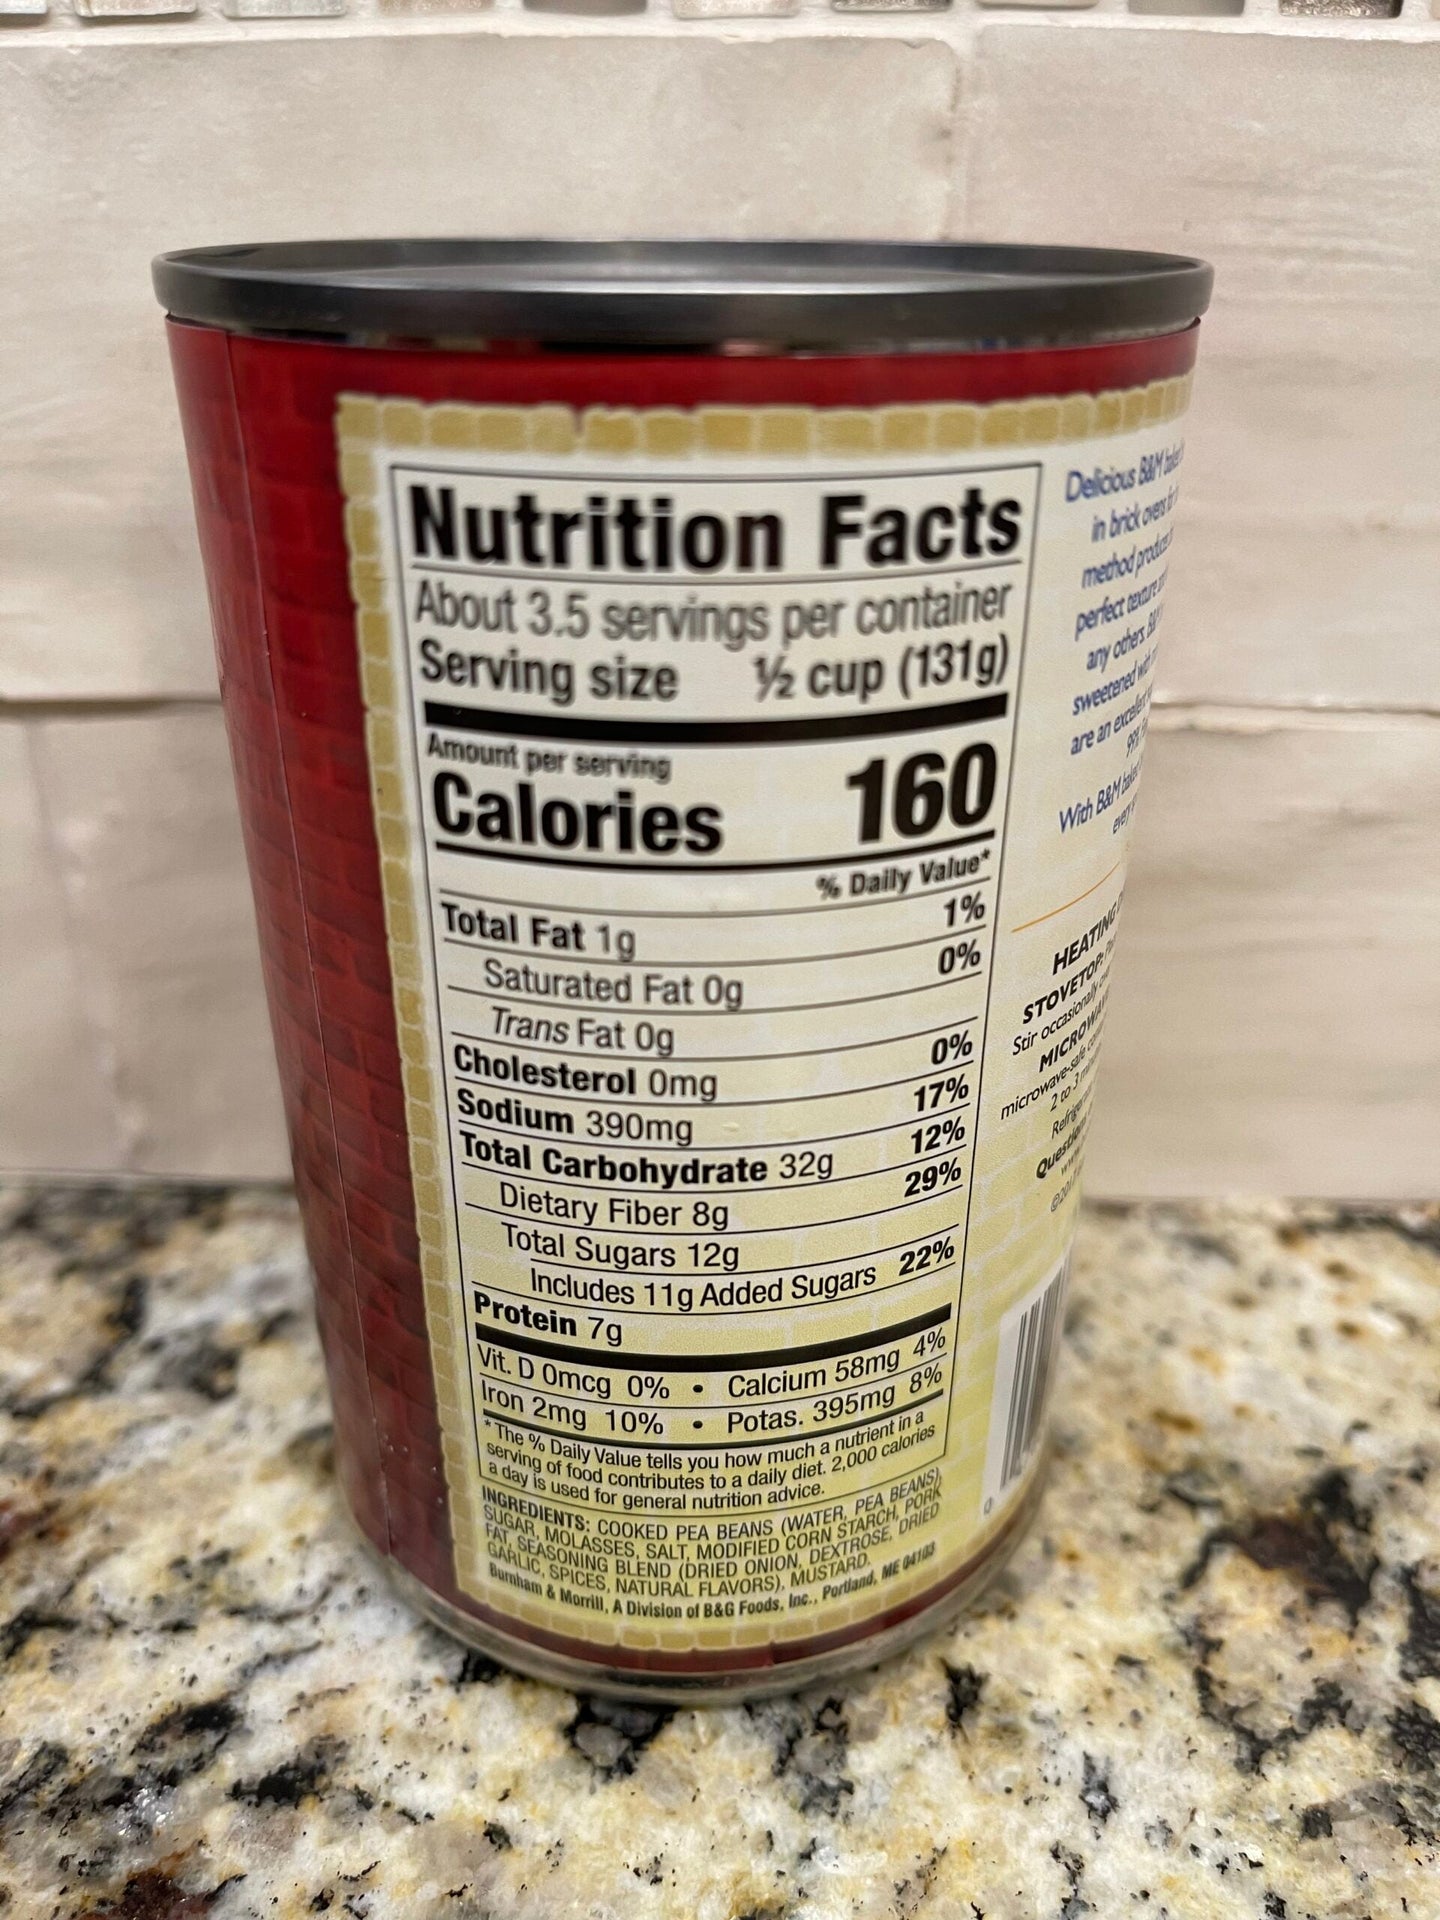 Nutrition Facts
About 3.5 servings per container
Serving size ½ cup (131g)
Amount per serving
Calories 160
% Daily Value*
Total Fat 1g 1%
Saturated Fat 0g 0%
Trans Fat 0g
Cholesterol 0mg 0%
Sodium 390mg 17%
Total Carbohydrate 32g 12%
Dietary Fiber 8g 29%
Total Sugars 12g
Includes 11g Added Sugars 22%
Protein 7g
Vit. D 0mcg 0% • Calcium 58mg 4%
Iron 2mg 10% • Potas. 395mg 8%
*The % Daily Value tells you how much a nutrient in a
serving of food contributes to a daily diet. 2,000 calories
a day is used for general nutrition advice.
INGREDIENTS: COOKED PEA BEANS (WATER, PEA BEANS),
SUGAR, MOLASSES, SALT, MODIFIED CORN STARCH, PORK
FAT, SEASONING BLEND (DRIED ONION, DEXTROSE, DRIED
GARLIC, SPICES, NATURAL FLAVORS), MUSTARD.
Burnham & Morrill, A Division of B&G Foods, Inc., Portland, ME 04103
Delicious B&M
in brick ovens
method
perfect texture
any others.
sweetened with
are an excellent
99%
With B&M
every
HEATING
STOVETOP:
Stir occasionally
microwave-safe
2 to 3
0